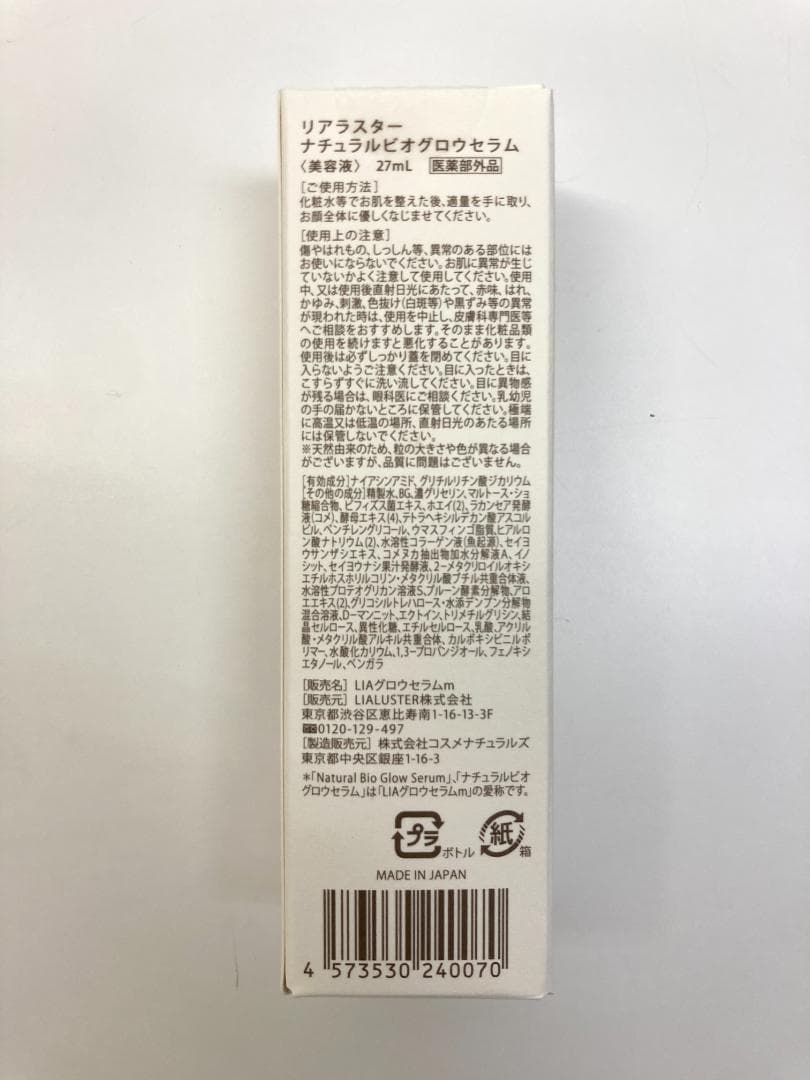 リアラスター
ナチュラルビオグロウセラム
〈美容液〉 27mL 医薬部外品
[ご使用方法]
化粧水等でお肌を整えた後、適量を手に取り、
お顔全体に優しくなじませてください。
[使用上の注意]
傷やはれもの、しっしん等、異常のある部位には
お使いにならないでください。お肌に異常が生じ
ていないかよく注意して使用してください。使用
中、又は使用後直射日光にあたって、赤味、はれ、
かゆみ、刺激、色抜け(白斑等)や黒ずみ等の異常
が現われた時は、使用を中止し、皮膚科専門医等
へご相談をおすすめします。そのまま化粧品類
の使用を続けますと悪化することがあります。
使用後は必ずしっかり蓋を閉めてください。目に
入らないようご注意ください。目に入ったときは、
こすらずすぐに洗い流してください。目に異物感
が残る場合は、眼科医にご相談ください。乳幼児
の手の届かないところに保管してください。極端
に高温又は低温の場所、直射日光のあたる場所
には保管しないでください。
※天然由来のため、粒の大きさや色が異なる場合
がございますが、品質に問題はございません。
[有効成分]ナイアシンアミド、グリチルリチン酸ジカリウム
[その他の成分]精製水、BG、濃グリセリン、マルトース・ショ
糖縮合物、ビフィズス菌エキス、ホエイ(2)、ラカンセア発酵
液(コメ)、酵母エキス(4)、テトラヘキシルデカン酸アスコル
ビル、ペンチレングリコール、ウマスフィンゴ脂質、ヒアルロ
ン酸ナトリウム(2)、水溶性コラーゲン液(魚起源)、セイヨ
ウサンザシエキス、コメヌカ抽出物加水分解液A、イノ
シット、セイヨウナシ果汁発酵液、2－メタクリロイルオキシ
エチルホスホリルコリン・メタクリル酸ブチル共重合体液、
水溶性プロテオグリカン溶液S、プルーン酵素分解物、アロ
エエキス(2)、グリコシルトレハロース・水添デンプン分解物
混合溶液、D－マンニット、エクトイン、トリメチルグリシン、結
晶セルロース、異性化糖、エチルセルロース、乳酸、アクリル
酸・メタクリル酸アルキル共重合体、カルボキシビニルポ
リマー、水酸化カリウム、1,3－プロパンジオール、フェノキシ
エタノール、ベンガラ
[販売名] LIAグロウセラムm
[販売元] LIALUSTER株式会社
東京都渋谷区恵比寿南1-16-13-3F
0120-129-497
[製造販売元] 株式会社コスメナチュラルズ
東京都中央区銀座1-16-3
＊「Natural Bio Glow Serum」、「ナチュラルビオ
グロウセラム」は「LIAグロウセラムm」の愛称です。
プラ ボトル 紙 箱
MADE IN JAPAN
4 573530 240070